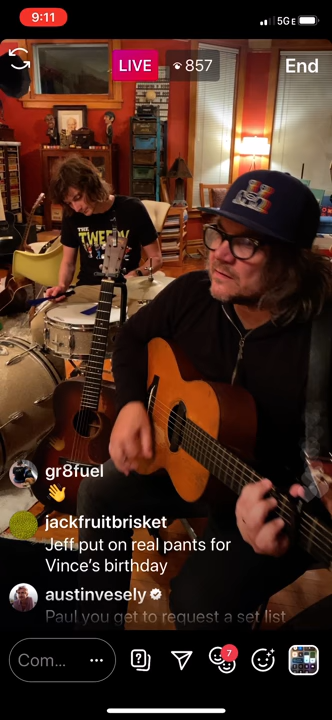 9:11
5GE
LIVE
857
End
THE
TWEEDY
gr8fuel
jackfruitbrisket
Jeff put on real pants for
Vince's birthday
austinvesely
Paul you get to request a set list
Com...
7